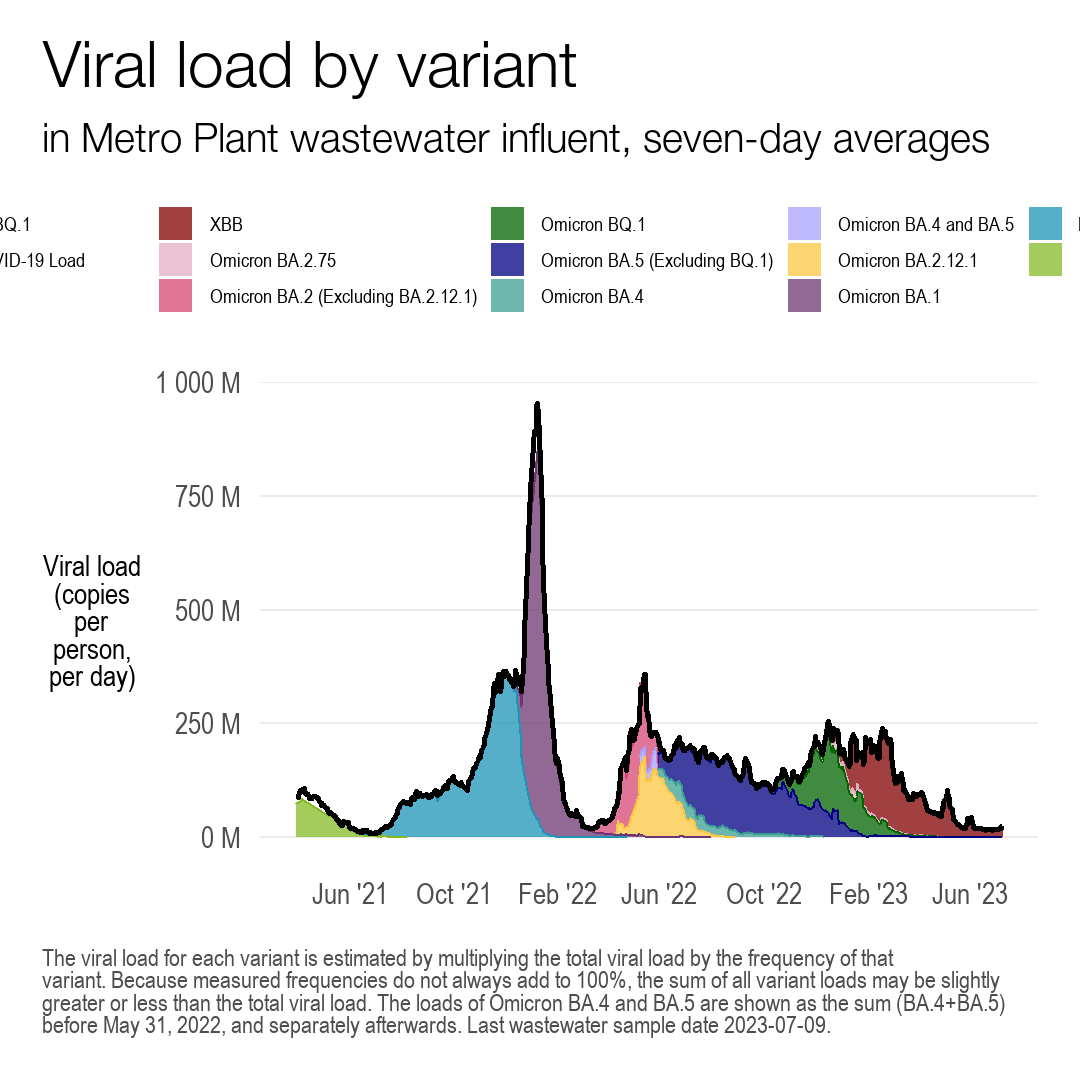 Viral load by variant
in Metro Plant wastewater influent, seven-day averages
BQ.1 XBB Omicron BQ.1 Omicron BA.4 and BA.5
VID-19 Load Omicron BA.2.75 Omicron BA.5 (Excluding BQ.1) Omicron BA.2.12.1
Omicron BA.2 (Excluding BA.2.12.1) Omicron BA.4 Omicron BA.1
1 000 M
750 M
500 M
250 M
0 M
Viral load
(copies
per
person,
per day)
Jun '21 Oct '21 Feb '22 Jun '22 Oct '22 Feb '23 Jun '23
The viral load for each variant is estimated by multiplying the total viral load by the frequency of that
variant. Because measured frequencies do not always add to 100%, the sum of all variant loads may be slightly
greater or less than the total viral load. The loads of Omicron BA.4 and BA.5 are shown as the sum (BA.4+BA.5)
before May 31, 2022, and separately afterwards. Last wastewater sample date 2023-07-09.